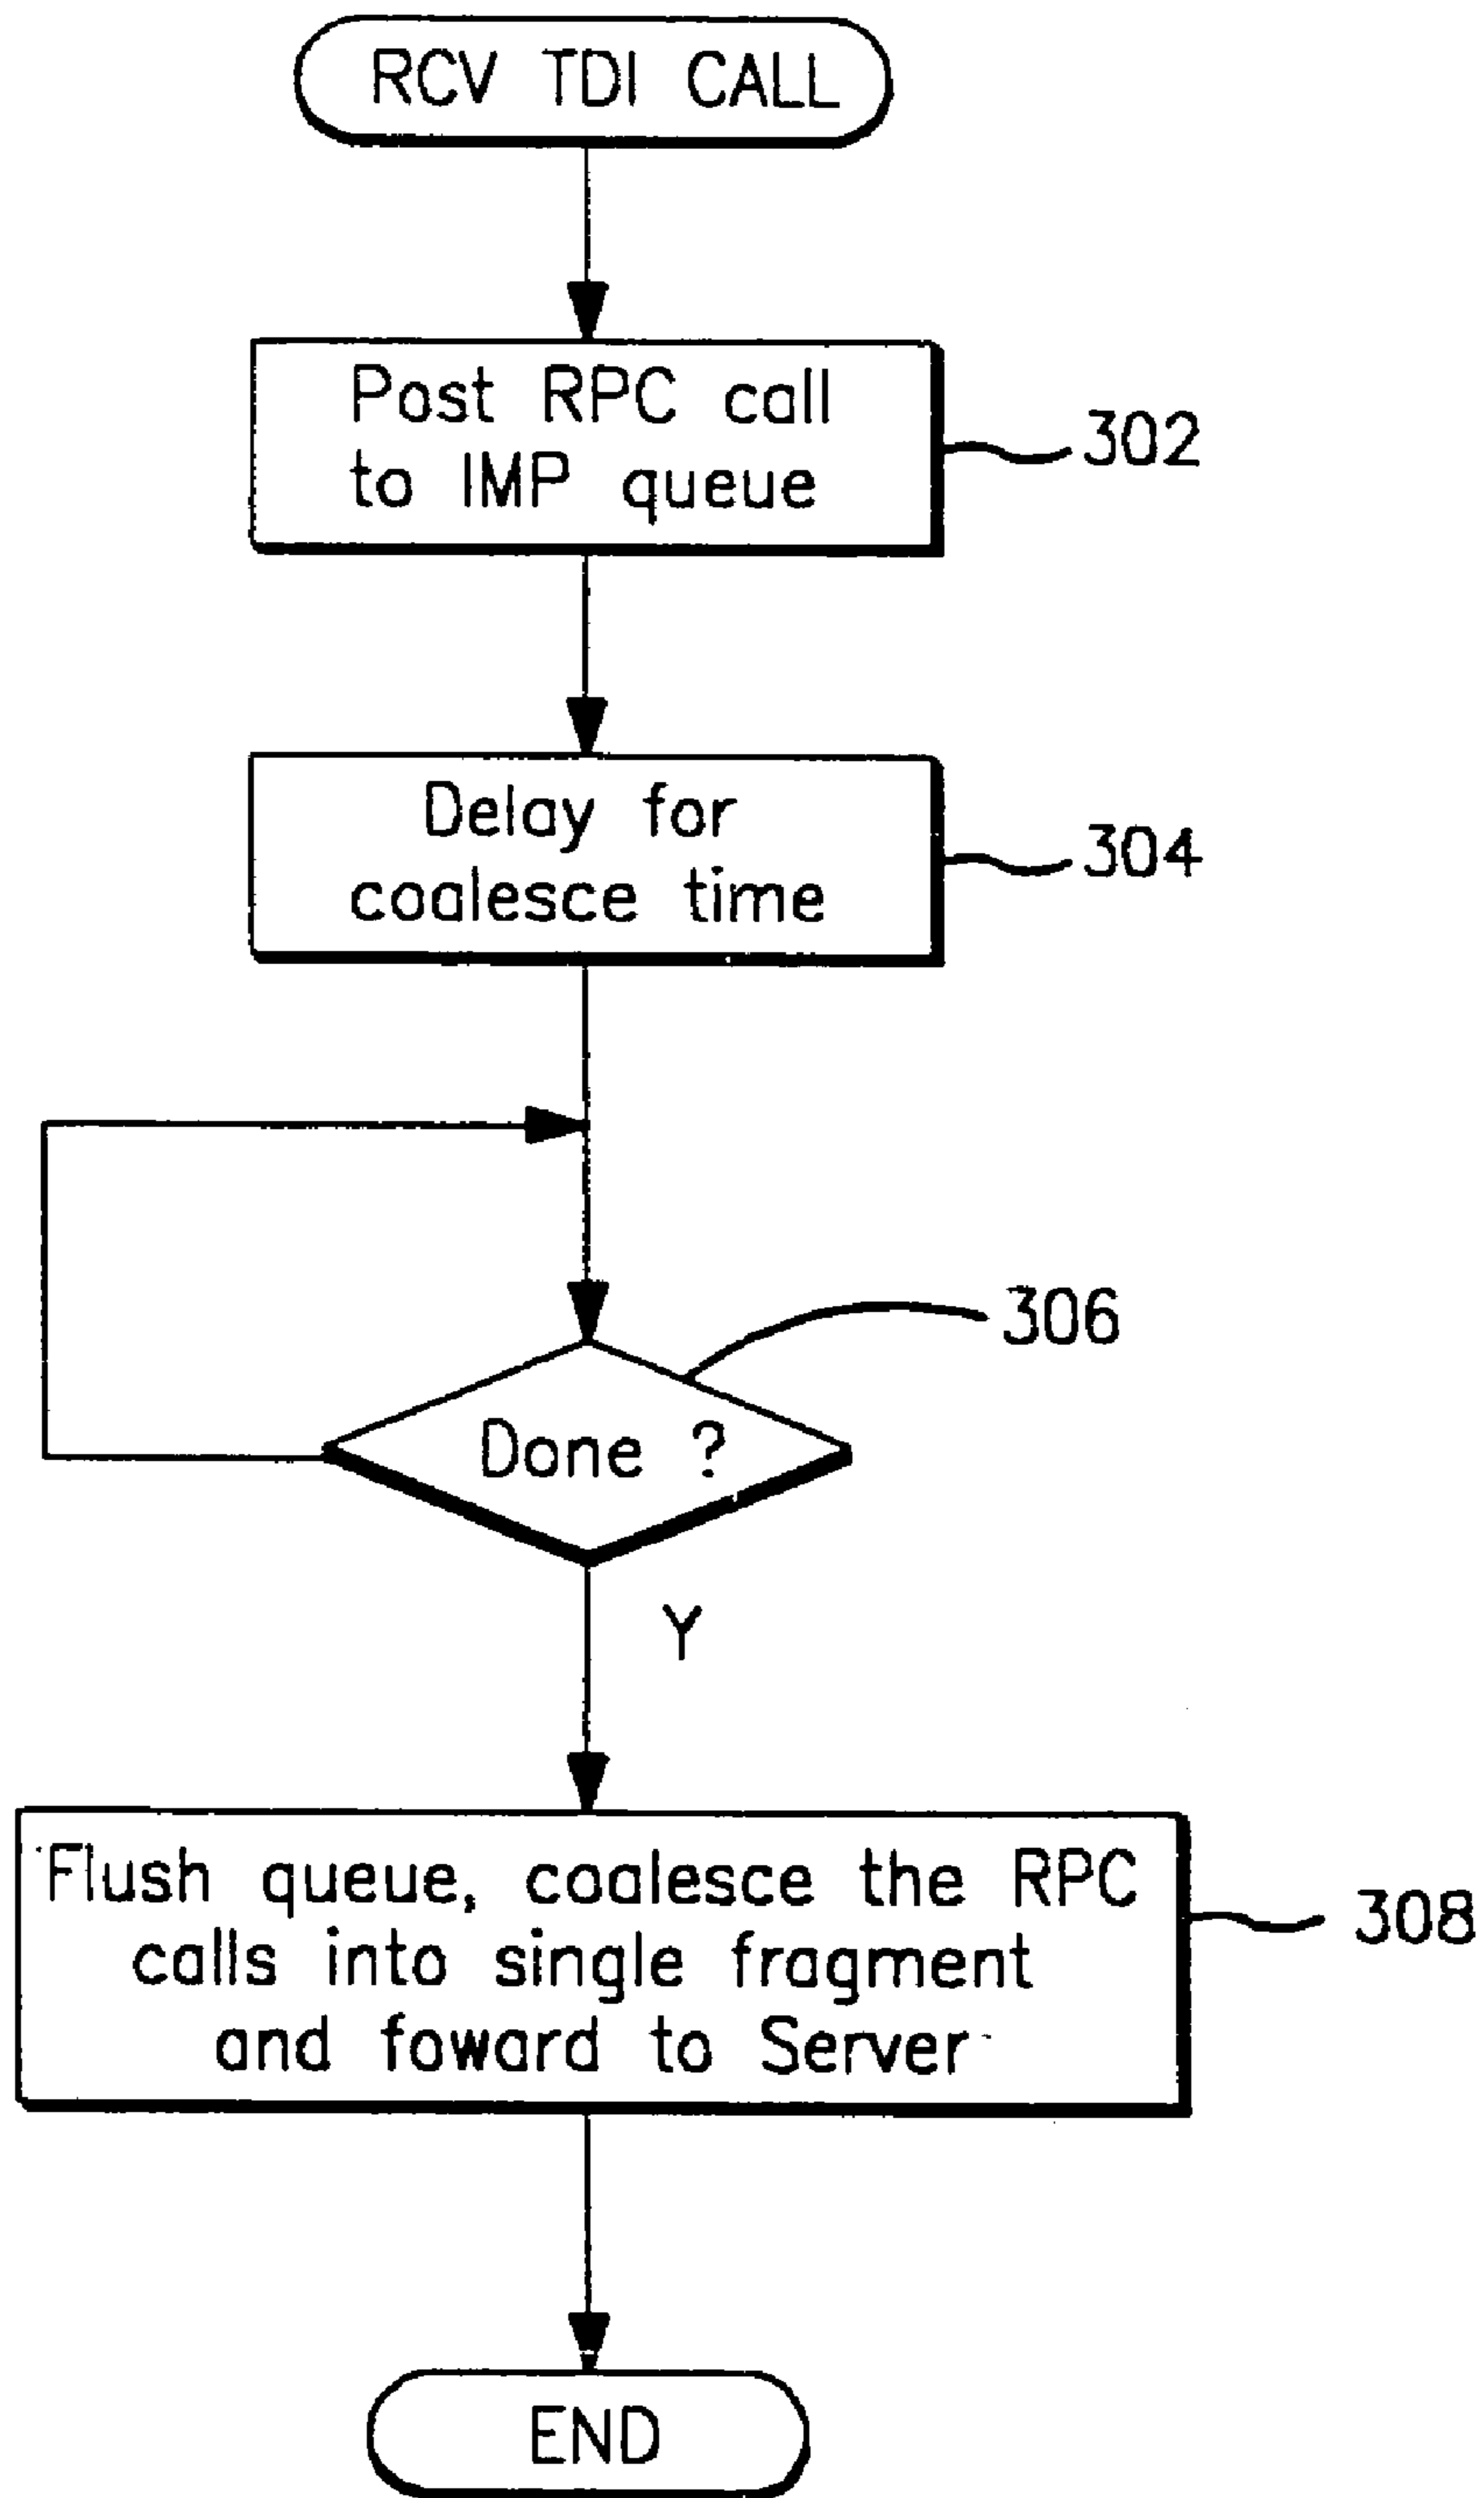 RCV TDI CALL
Post RPC call
to IMP queue
302
Delay for
coalesce time
304
306
Done ?
Y
Flush queue, coalesce the RPC
calls into single fragment
and foward to Server
308
END